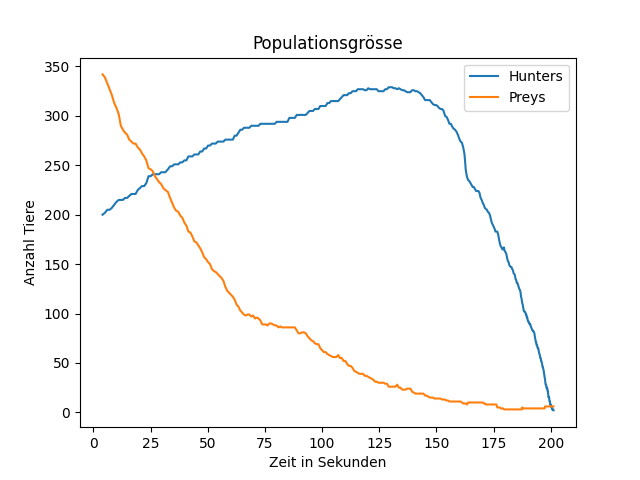 Populationsgrösse
Hunters
Preys
Anzahl Tiere
350
300
250
200
150
100
50
0
0 25 50 75 100 125 150 175 200
Zeit in Sekunden